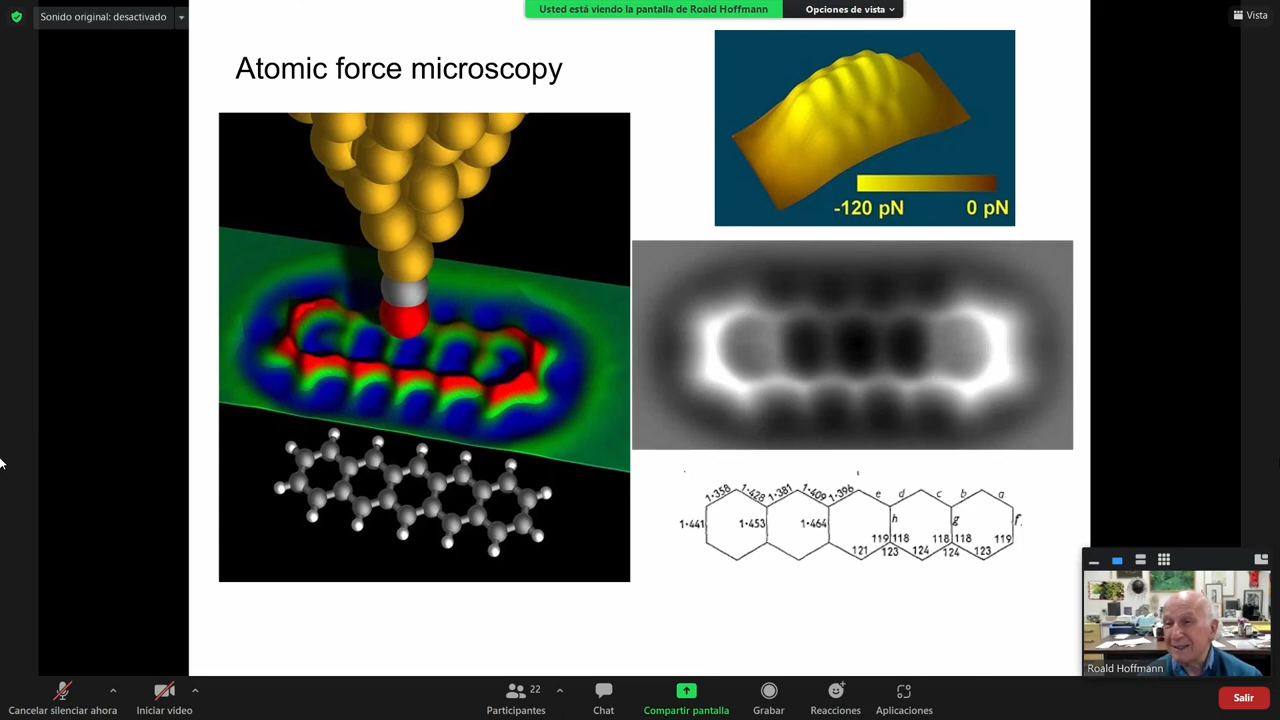 Sonido original: desactivado
Usted está viendo la pantalla de Roald Hoffmann
Opciones de vista
Vista
Atomic force microscopy
-120 pN 0 pN
1·358 1·428 1·381 1·409 1·396 e d c b a
1·441 1·453 1·464 h g f.
119 118 118 118 119
121 123 124 124 123
Roald Hoffmann
Cancelar silenciar ahora
Iniciar video
22
Participantes
Chat
Compartir pantalla
Grabar
Reacciones
Aplicaciones
Salir